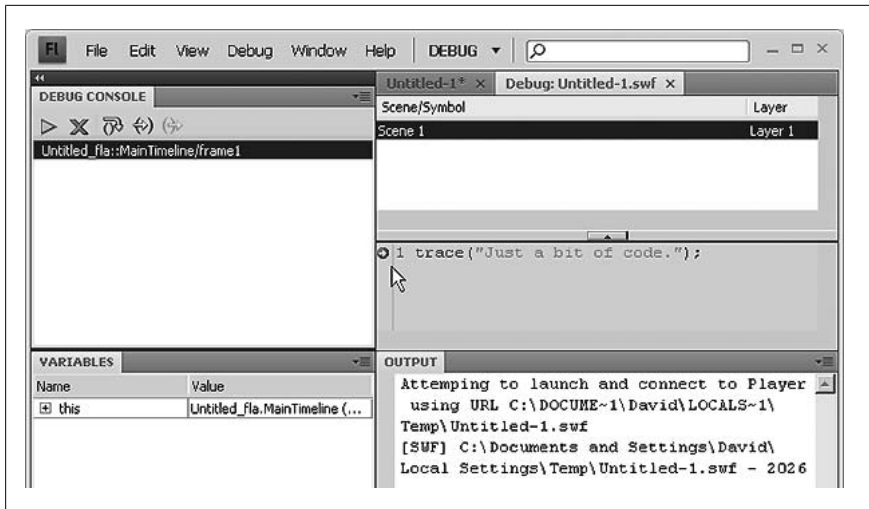 FL File Edit View Debug Window Help DEBUG
DEBUG CONSOLE
Untitled_fla::MainTimeline/frame1
Untitled-1* × Debug: Untitled-1.swf ×
Scene/Symbol Layer
Scene 1 Layer 1
1 trace("Just a bit of code.");
VARIABLES
Name Value
this Untitled_fla.MainTimeline (...
OUTPUT
Attemping to launch and connect to Player
using URL C:\DOCUME~1\David\LOCALS~1\
Temp\Untitled-1.swf
[SWF] C:\Documents and Settings\David\
Local Settings\Temp\Untitled-1.swf - 2026